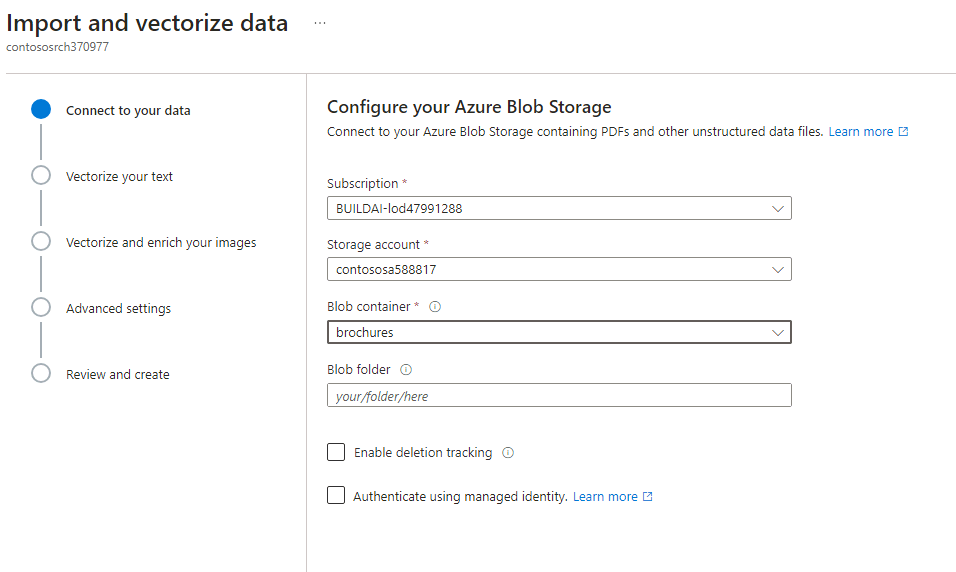 Import and vectorize data ...
contososrch370977
Connect to your data
Vectorize your text
Vectorize and enrich your images
Advanced settings
Review and create
Configure your Azure Blob Storage
Connect to your Azure Blob Storage containing PDFs and other unstructured data files. Learn more
Subscription *
BUILDAI-lod47991288
Storage account *
contososa588817
Blob container *
brochures
Blob folder
your/folder/here
Enable deletion tracking
Authenticate using managed identity. Learn more